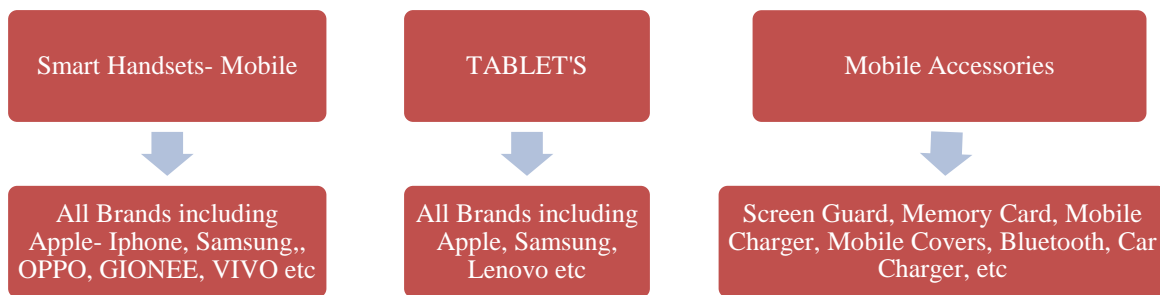 Smart Handsets- Mobile
TABLET'S
Mobile Accessories
All Brands including
Apple- Iphone, Samsung,,
OPPO, GIONEE, VIVO etc
All Brands including
Apple, Samsung,
Lenovo etc
Screen Guard, Memory Card, Mobile
Charger, Mobile Covers, Bluetooth, Car
Charger, etc